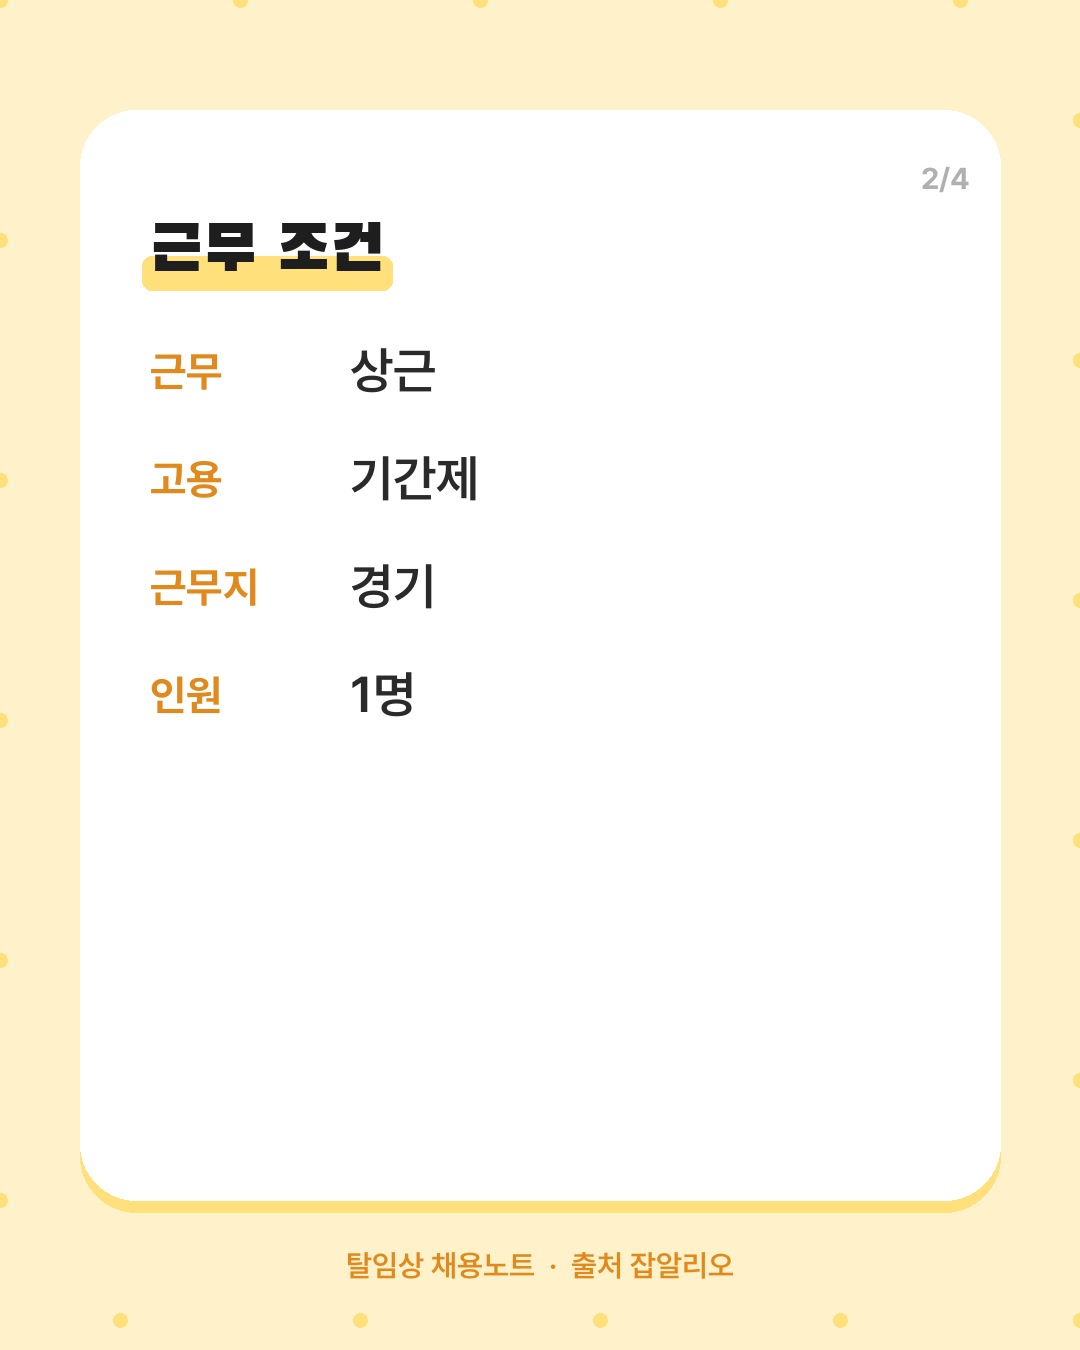 2/4
근무 조건
근무 상근
고용 기간제
근무지 경기
인원 1명
탈임상 채용노트 · 출처 잡알리오